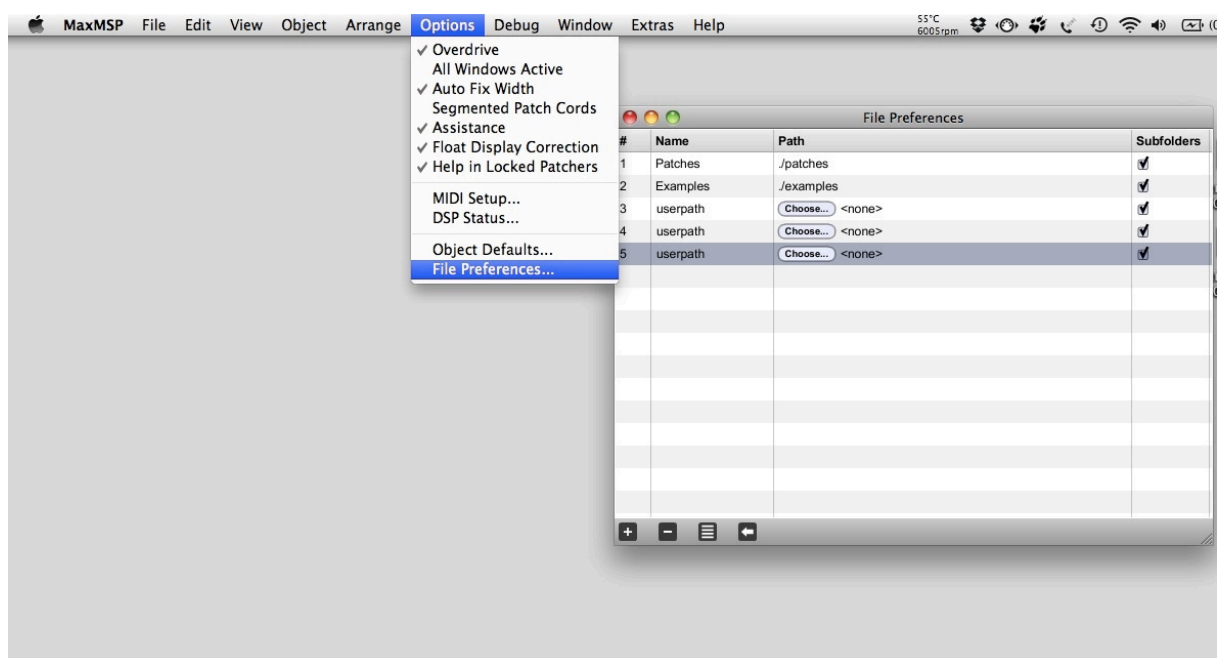 MaxMSP File Edit View Object Arrange Options Debug Window Extras Help 55°C
6005rpm
✓ Overdrive
All Windows Active
✓ Auto Fix Width
Segmented Patch Cords
✓ Assistance
✓ Float Display Correction
✓ Help in Locked Patchers
MIDI Setup...
DSP Status...
Object Defaults...
File Preferences...
File Preferences
# Name Path Subfolders
1 Patches ./patches
2 Examples ./examples
3 userpath Choose... <none>
4 userpath Choose... <none>
5 userpath Choose... <none>